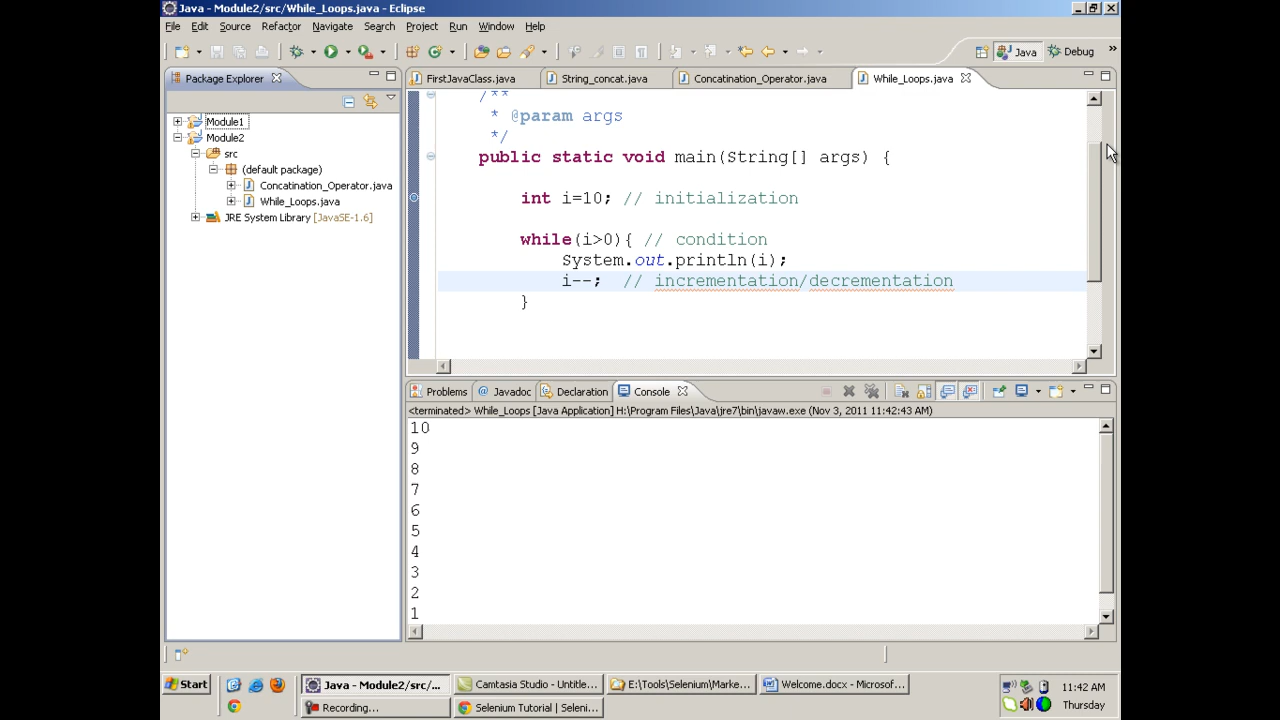 Java - Module2/src/While_Loops.java - Eclipse
File Edit Source Refactor Navigate Search Project Run Window Help
Java Debug
Package Explorer
FirstJavaClass.java String_concat.java Concatination_Operator.java While_Loops.java
Module1
Module2
src
(default package)
Concatination_Operator.java
While_Loops.java
JRE System Library [JavaSE-1.6]
/**
* @param args
*/
public static void main(String[] args) {
int i=10; // initialization
while(i>0){ // condition
System.out.println(i);
i--; // incrementation/decrementation
}
Problems Javadoc Declaration Console
<terminated> While_Loops [Java Application] H:\Program Files\Java\jre7\bin\javaw.exe (Nov 3, 2011 11:42:43 AM)
10
9
8
7
6
5
4
3
2
1
Start Java - Module2/src/... Camtasia Studio - Untitle... E:\Tools\Selenium\Marke... Welcome.docx - Microsof... 11:42 AM
Recording... Selenium Tutorial | Seleni... Thursday